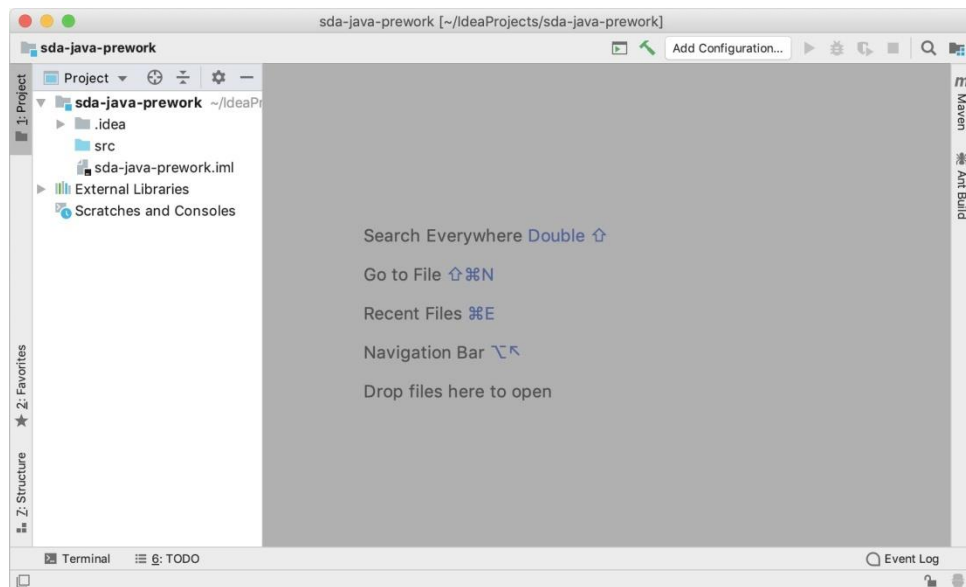 sda-java-prework [~/IdeaProjects/sda-java-prework]
sda-java-prework
Add Configuration...
1: Project
Project
sda-java-prework ~/IdeaPr
.idea
src
sda-java-prework.iml
External Libraries
Scratches and Consoles
Search Everywhere Double ⇧
Go to File ⇧⌘N
Recent Files ⌘E
Navigation Bar ⌥↖
Drop files here to open
2: Favorites
Z: Structure
m Maven
Ant Build
Terminal
6: TODO
Event Log